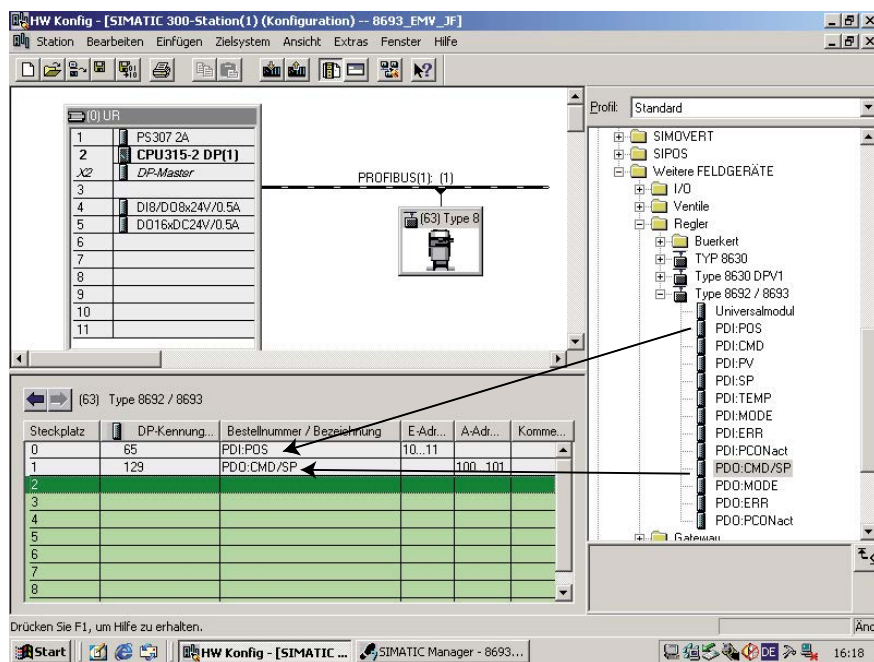 HW Konfig - [SIMATIC 300-Station(1) (Konfiguration) -- 8693_EMV_JF]
Station Bearbeiten Einfügen Zielsystem Ansicht Extras Fenster Hilfe
(0) UR
1 PS307 2A
2 CPU315-2 DP(1)
X2 DP-Master
3
4 DI8/DO8x24V/0.5A
5 DO16xDC24V/0.5A
6
7
8
9
10
11
PROFIBUS(1): (1)
(63) Type 8
Profil: Standard
SIMOVERT
SIPOS
Weitere FELDGERÄTE
I/O
Ventile
Regler
Buerkert
TYP 8630
Type 8630 DPV1
Type 8692 / 8693
Universalmodul
PDI:POS
PDI:CMD
PDI:PV
PDI:SP
PDI:TEMP
PDI:MODE
PDI:ERR
PDI:PCONact
PDO:CMD/SP
PDO:MODE
PDO:ERR
PDO:PCONact
Gateway
(63) Type 8692 / 8693
Steckplatz DP-Kennung... Bestellnummer / Bezeichnung E-Adr... A-Adr... Komme...
0 65 PDI:POS 10...11
1 129 PDO:CMD/SP 100...101
2
3
4
5
6
7
8
Drücken Sie F1, um Hilfe zu erhalten.
Änd
Start HW Konfig - [SIMATIC ... SIMATIC Manager - 8693... DE 16:18